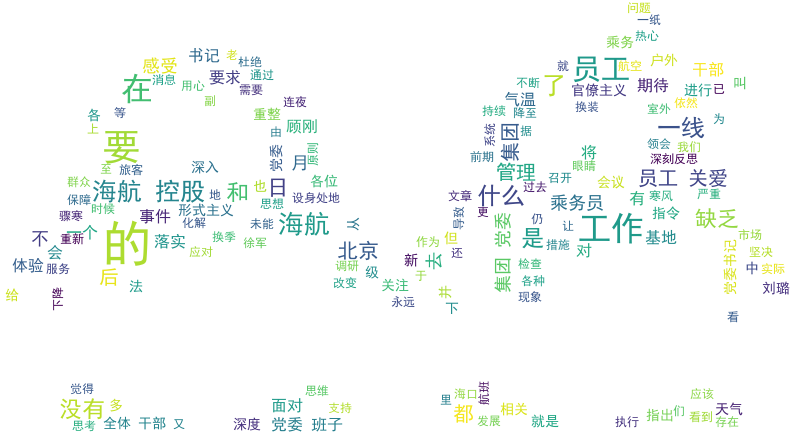 问题
一纸
热心
乘务
书记 老
杜绝
感受
通过
消息
要求
就
员工
航空
户外
干部
在
用心
需要
了
不断
官僚主义
期待
进行 已
叫
副
连夜
气温
换装
室外
依然
各
等
重整
持续
降至
为
上
由
顾刚
系统
集团
据
一线
要
党委
原则
前期
将
领会
我们
至
旅客
深入
月
管理
眼睛
深刻反思
群众
海航 控股
和
也
日
各位
什么
过去
会议
员工 关爱
保障
地
思想
设身处地
文章
乘务员
有
寒风
严重
骤寒
时候
形式主义
更
导致
仍
指令
缺乏
事件
化解
未能
海航
从
党委
让
工作
不
重新
一个
的
落实
换季
徐军
作为
但
是
基地
市场
会
应对
北京
还
措施
对
坚决
体验
服务
调研
级
新
去
集团
检查
党委书记
中
实际
后
法
改变
关注
于
各种
刘璐
给
下降
永远
并
现象
下
看
觉得
思维
海口
航班
应该
没有
多
面对
支持
里
都
相关
指出
们
天气
思考
全体
干部
又
深度
党委
班子
发展
就是
执行
看到
存在